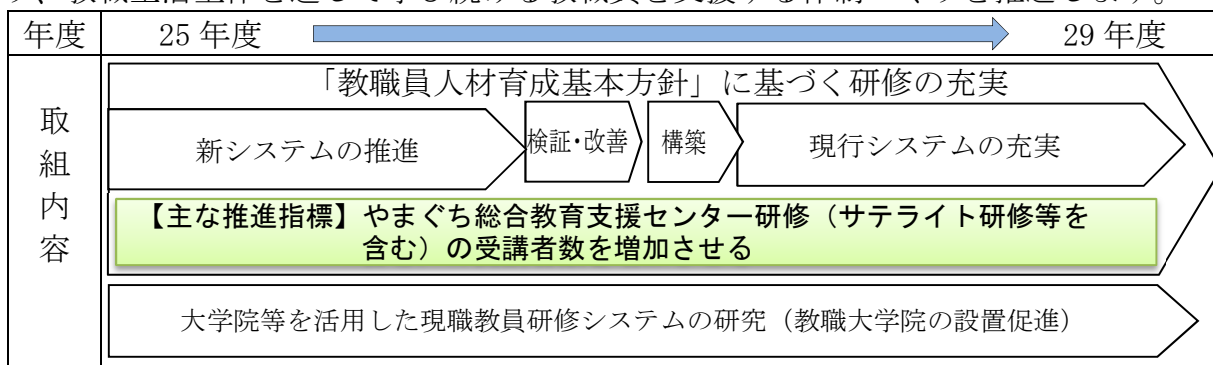 年度 25 年度 29 年度
取組内容
「教職員人材育成基本方針」に基づく研修の充実
新システムの推進 検証・改善 構築 現行システムの充実
【主な推進指標】やまぐち総合教育支援センター研修（サテライト研修等を
含む）の受講者数を増加させる
大学院等を活用した現職教員研修システムの研究（教職大学院の設置促進）